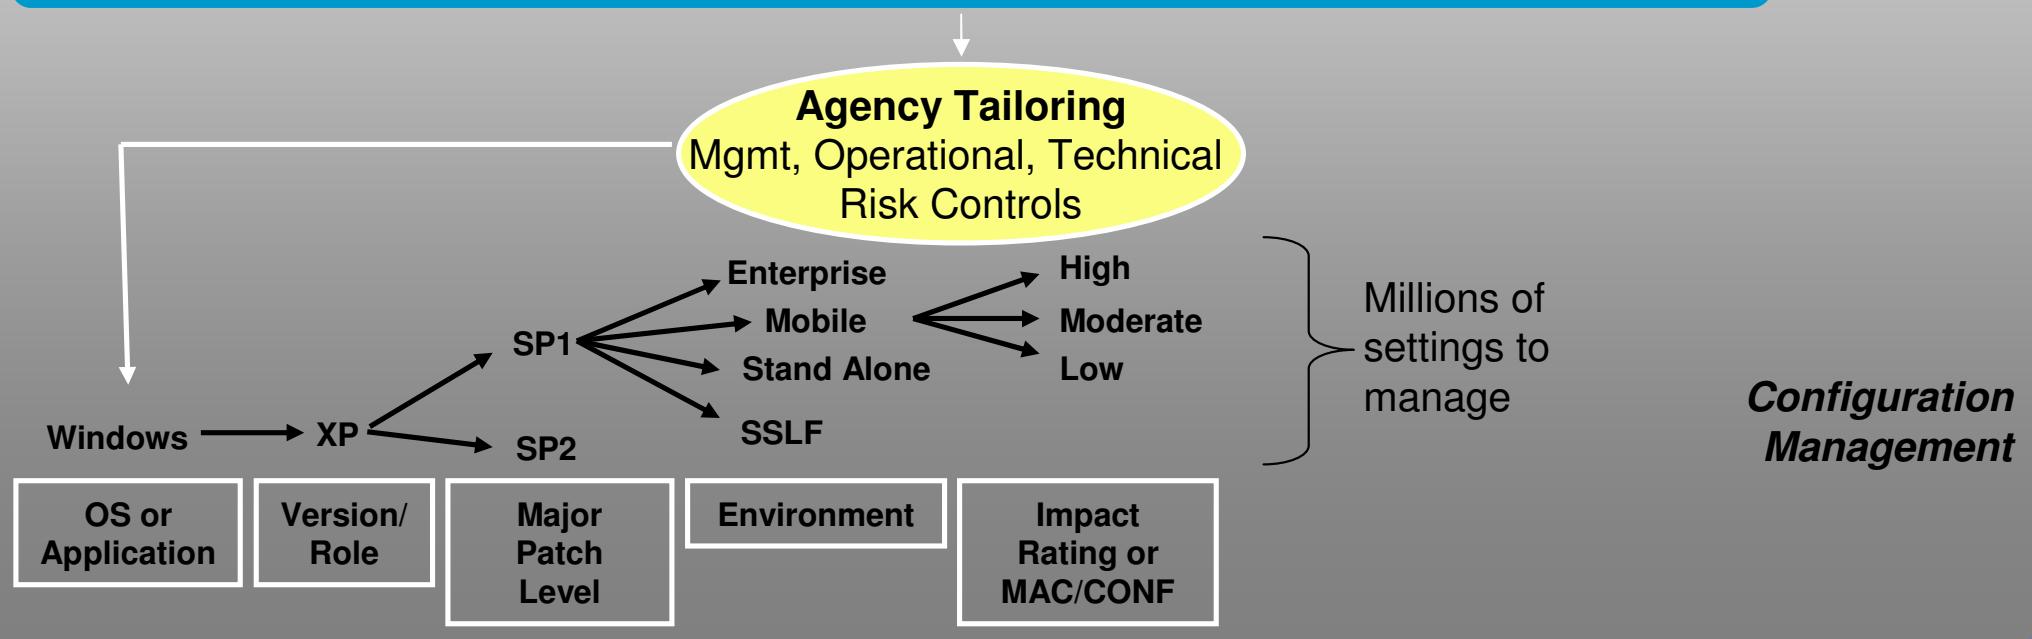 Agency Tailoring
Mgmt, Operational, Technical
Risk Controls
Enterprise
High
Millions of
settings to
manage
Mobile
Moderate
SP1
Stand Alone
Low
Configuration
Management
Windows
XP
SP2
SSLF
OS or
Application
Version/
Role
Major
Patch
Level
Environment
Impact
Rating or
MAC/CONF